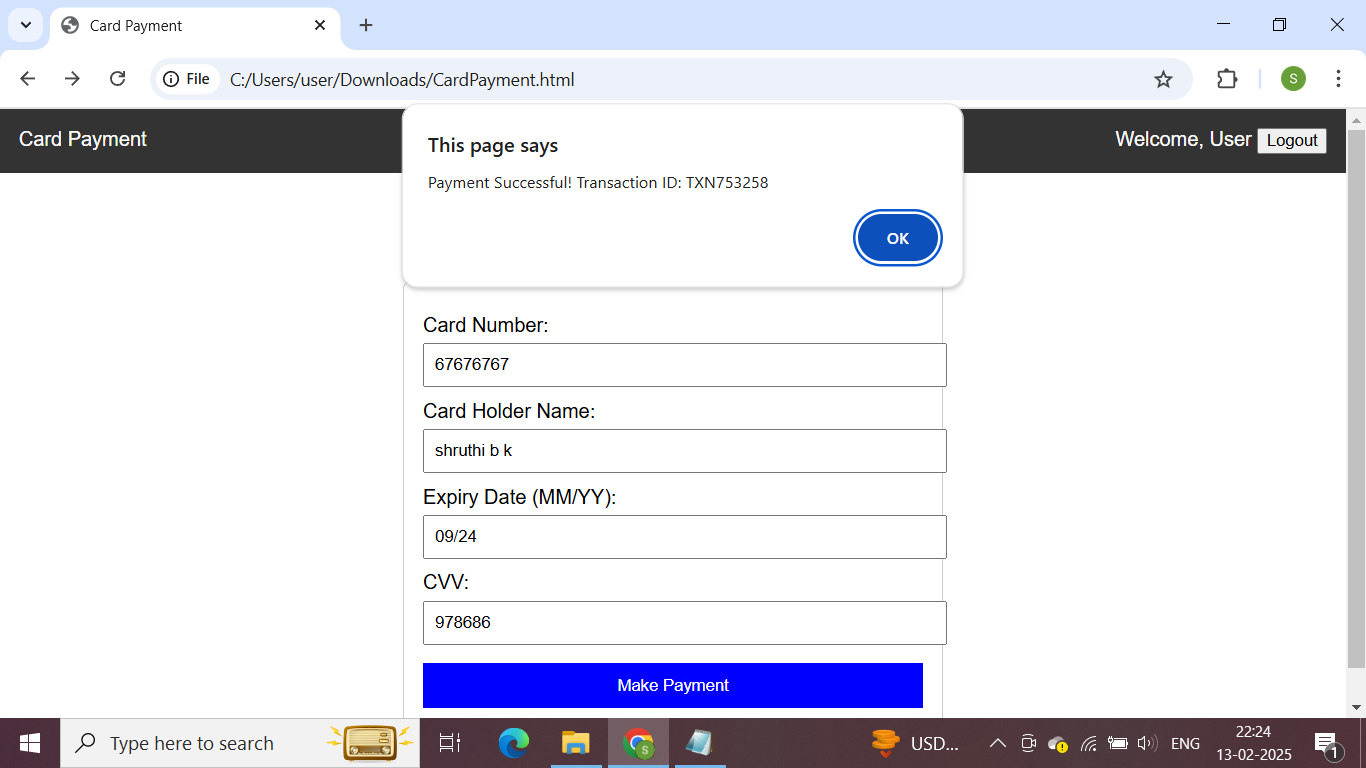 Card Payment
File
C:/Users/user/Downloads/CardPayment.html
S
Card Payment
Welcome, User Logout
This page says
Payment Successful! Transaction ID: TXN753258
OK
Card Number:
67676767
Card Holder Name:
shruthi b k
Expiry Date (MM/YY):
09/24
CVV:
978686
Make Payment
Type here to search
S
USD...
ENG
22:24
13-02-2025
1